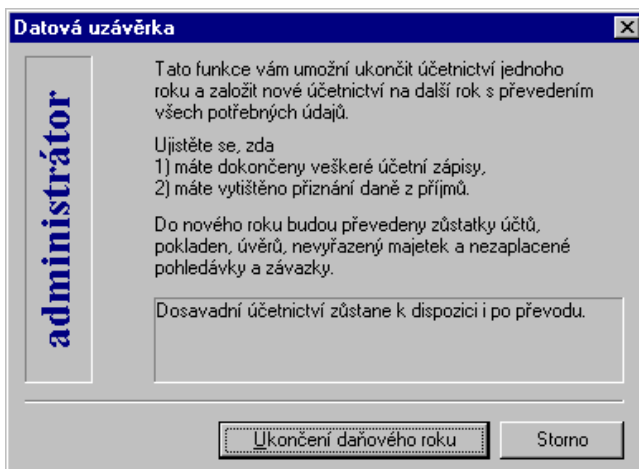 Datová uzávěrka
administrátor
Tato funkce vám umožní ukončit účetnictví jednoho
roku a založit nové účetnictví na další rok s převedením
všech potřebných údajů.
Ujistěte se, zda
1) máte dokončeny veškeré účetní zápisy,
2) máte vytištěno přiznání daně z příjmů.
Do nového roku budou převedeny zůstatky účtů,
pokladen, úvěrů, nevyřazený majetek a nezaplacené
pohledávky a závazky.
Dosavadní účetnictví zůstane k dispozici i po převodu.
Ukončení daňového roku
Storno